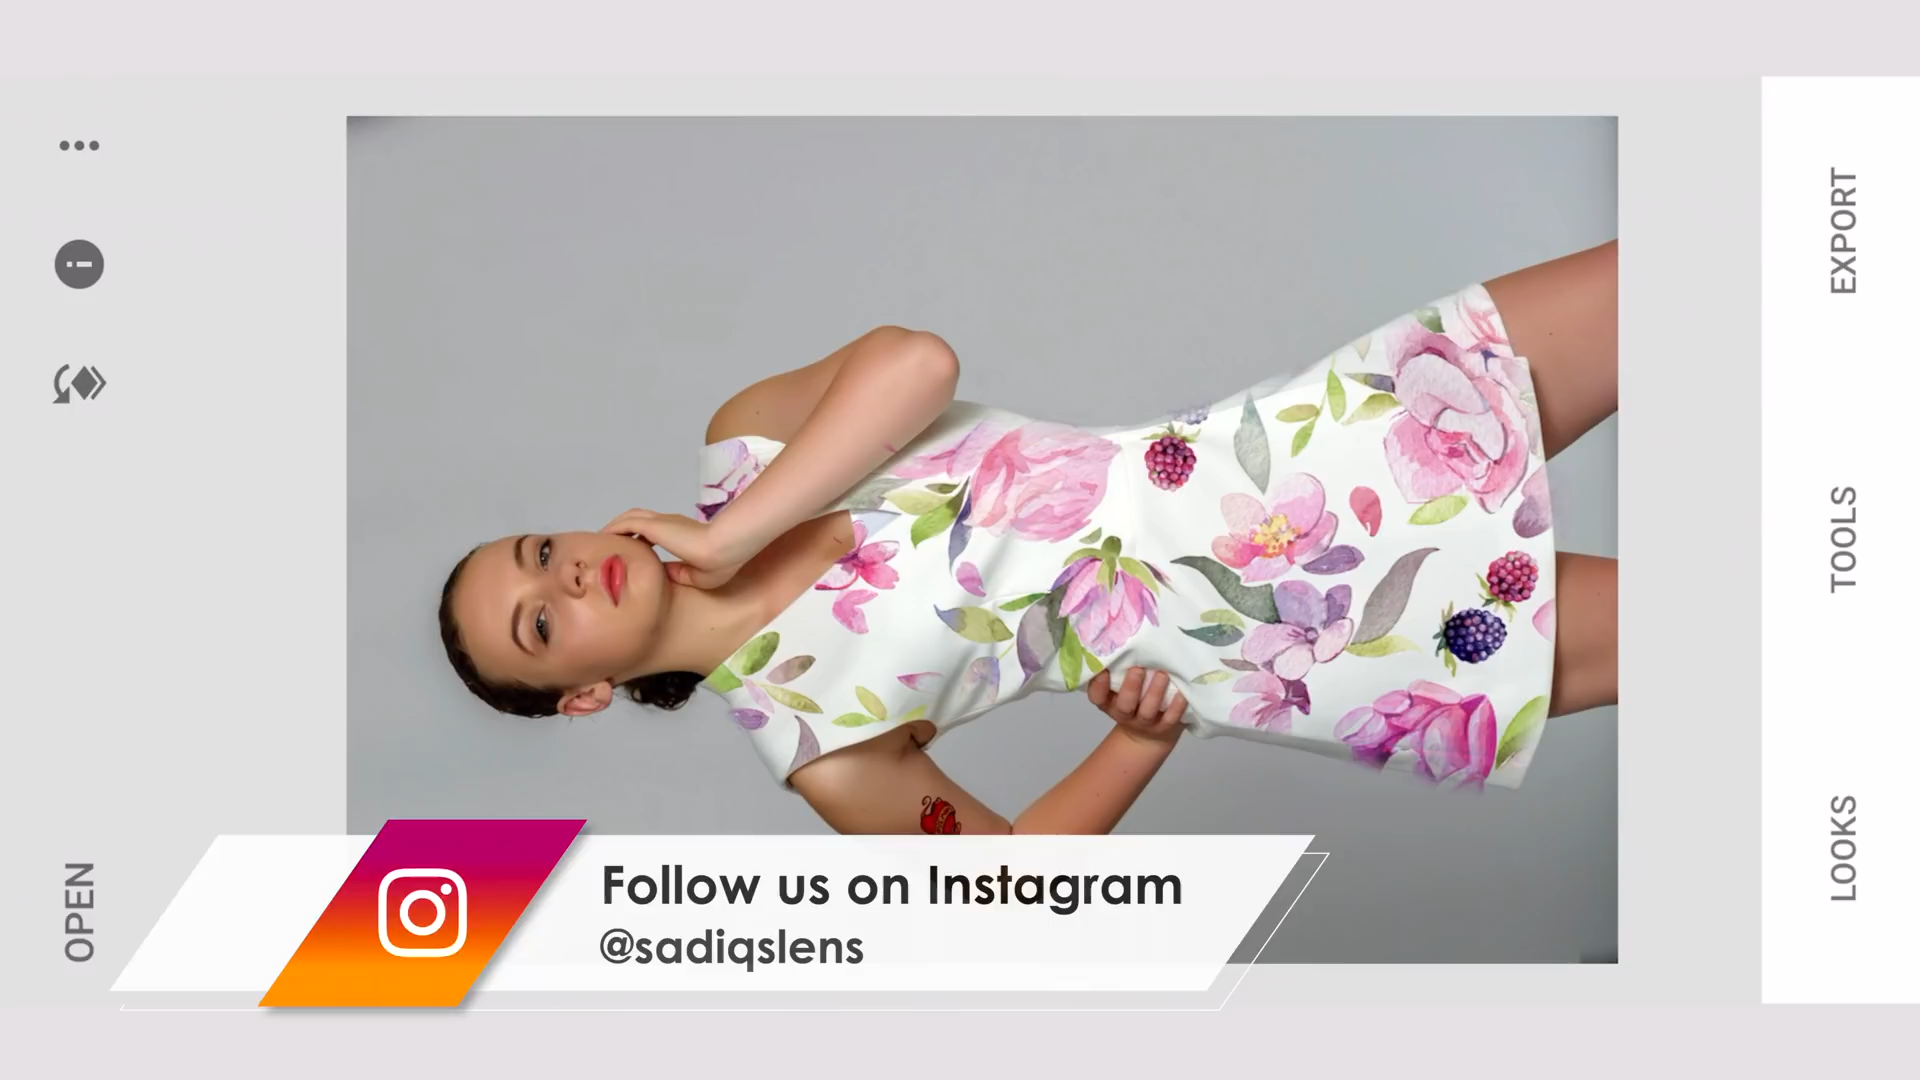 OPEN
EXPORT
TOOLS
LOOKS
Follow us on Instagram
@sadiqslens